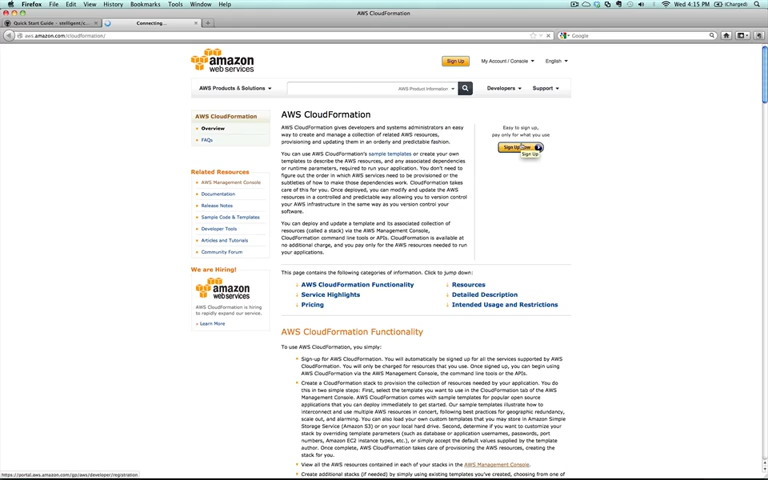 Firefox File Edit View History Bookmarks Tools Window Help
Wed 4:15 PM (Charged)
AWS CloudFormation
Quick Start Guide - stelligent/c...
Connecting...
aws.amazon.com/cloudformation/
Google
amazon
web services
Sign Up
My Account / Console
English
AWS Products & Solutions
AWS Product Information
Developers
Support
AWS CloudFormation
Overview
FAQs
Related Resources
AWS Management Console
Documentation
Release Notes
Sample Code & Templates
Developer Tools
Articles and Tutorials
Community Forum
We are Hiring!
amazon
web services
AWS CloudFormation is hiring
to rapidly expand our service.
Learn More
AWS CloudFormation
AWS CloudFormation gives developers and systems administrators an easy
way to create and manage a collection of related AWS resources,
provisioning and updating them in an orderly and predictable fashion.
You can use AWS CloudFormation's sample templates or create your own
templates to describe the AWS resources, and any associated dependencies
or runtime parameters, required to run your application. You don't need to
figure out the order in which AWS services need to be provisioned or the
subtleties of how to make those dependencies work. CloudFormation takes
care of this for you. Once deployed, you can modify and update the AWS
resources in a controlled and predictable way allowing you to version control
your AWS infrastructure in the same way as you version control your
software.
You can deploy and update a template and its associated collection of
resources (called a stack) via the AWS Management Console,
CloudFormation command line tools or APIs. CloudFormation is available at
no additional charge, and you pay only for the AWS resources needed to run
your applications.
Easy to sign up,
pay only for what you use
Sign Up
Sign Up
This page contains the following categories of information. Click to jump down:
AWS CloudFormation Functionality
Service Highlights
Pricing
Resources
Detailed Description
Intended Usage and Restrictions
AWS CloudFormation Functionality
To use AWS CloudFormation, you simply:
Sign-up for AWS CloudFormation. You will automatically be signed up for all the services supported by AWS
CloudFormation. You will only be charged for resources that you use. Once signed up, you can begin using
AWS CloudFormation via the AWS Management Console, the command line tools or the APIs.
Create a CloudFormation stack to provision the collection of resources needed by your application. You do
this in two simple steps: First, select the template you want to use in the CloudFormation tab of the AWS
Management Console. AWS CloudFormation comes with sample templates for popular open source
applications that you can deploy immediately to get started. Our sample templates illustrate how to
interconnect and use multiple AWS resources in concert, following best practices for geographic redundancy,
scale out, and alarming. You can also load your own custom templates that you may store in Amazon Simple
Storage Service (Amazon S3) or on your local hard drive. Second, determine if you want to customize your
stack by overriding template parameters (such as database or application usernames, passwords, port
numbers, Amazon EC2 instance types, etc.), or simply accept the default values supplied by the template
author. Once complete, AWS CloudFormation takes care of provisioning the AWS resources, creating the
stack for you.
View all the AWS resources contained in each of your stacks in the AWS Management Console.
Create additional stacks (if needed) by simply using existing templates you've created, choosing from one of
https://portal.aws.amazon.com/gp/aws/developer/registration